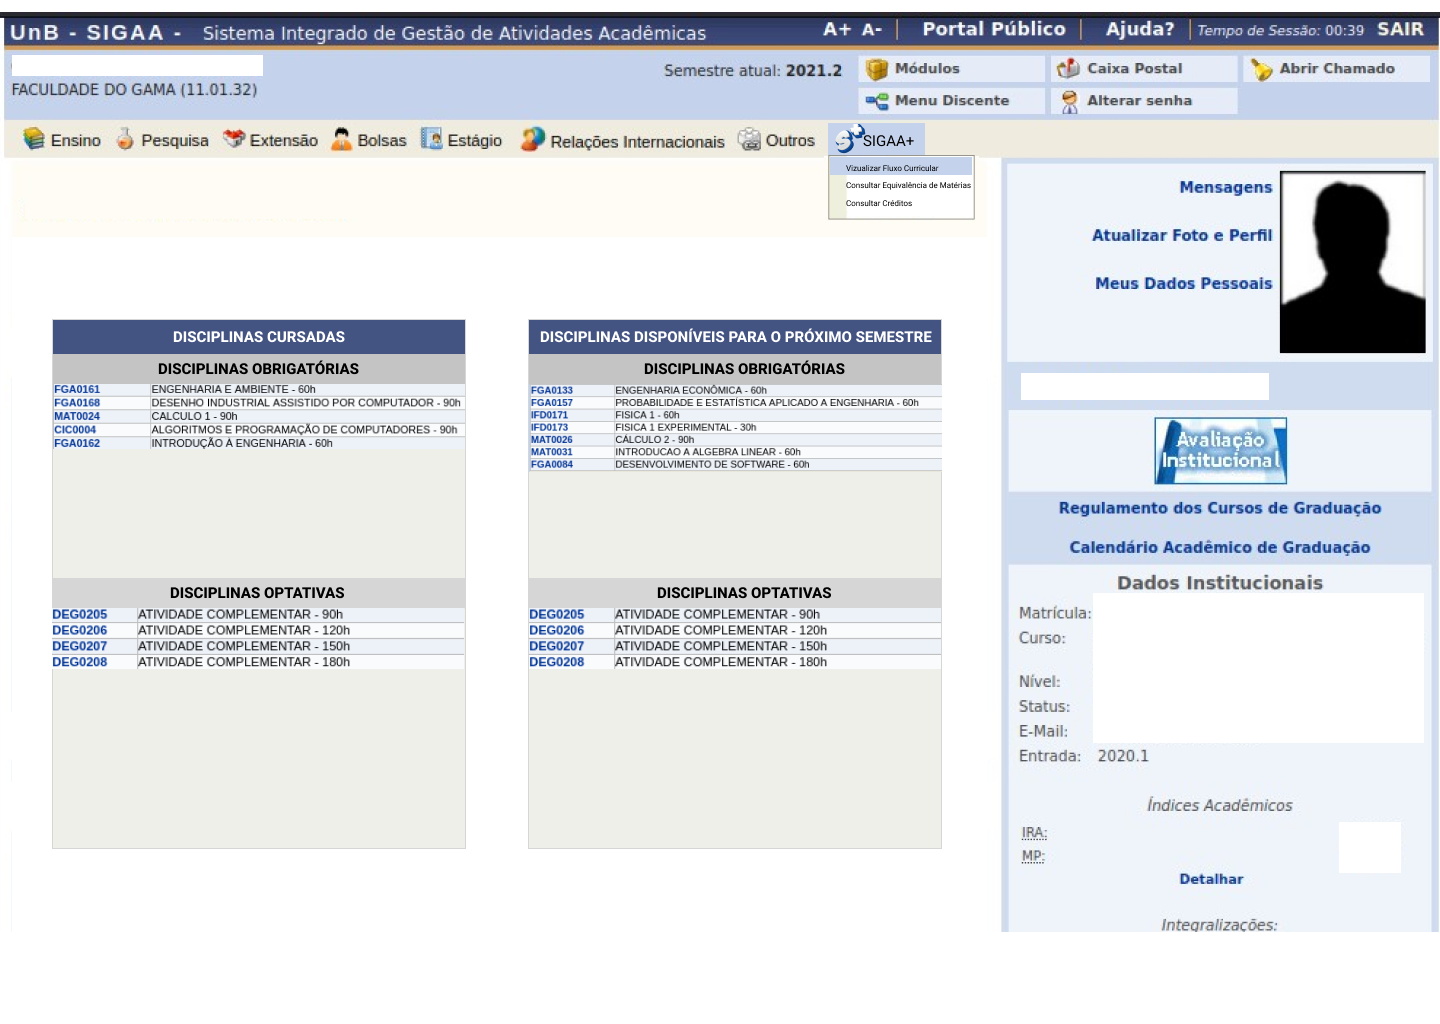 UnB - SIGAA - Sistema Integrado de Gestão de Atividades Acadêmicas A+ A- Portal Público Ajuda? Tempo de Sessão: 00:39 SAIR
Semestre atual: 2021.2 Módulos Caixa Postal Abrir Chamado
FACULDADE DO GAMA (11.01.32)
Menu Discente Alterar senha
Ensino Pesquisa Extensão Bolsas Estágio Relações Internacionais Outros SIGAA+
Vizualizar Fluxo Curricular
Consultar Equivalência de Matérias
Consultar Créditos
Mensagens
Atualizar Foto e Perfil
Meus Dados Pessoais
DISCIPLINAS CURSADAS
DISCIPLINAS OBRIGATÓRIAS
FGA0161 ENGENHARIA E AMBIENTE - 60h
FGA0168 DESENHO INDUSTRIAL ASSISTIDO POR COMPUTADOR - 90h
MAT0024 CALCULO 1 - 90h
CIC0004 ALGORITMOS E PROGRAMAÇÃO DE COMPUTADORES - 90h
FGA0162 INTRODUÇÃO À ENGENHARIA - 60h
DISCIPLINAS OPTATIVAS
DEG0205 ATIVIDADE COMPLEMENTAR - 90h
DEG0206 ATIVIDADE COMPLEMENTAR - 120h
DEG0207 ATIVIDADE COMPLEMENTAR - 150h
DEG0208 ATIVIDADE COMPLEMENTAR - 180h
DISCIPLINAS DISPONÍVEIS PARA O PRÓXIMO SEMESTRE
DISCIPLINAS OBRIGATÓRIAS
FGA0133 ENGENHARIA ECONÔMICA - 60h
FGA0157 PROBABILIDADE E ESTATÍSTICA APLICADO A ENGENHARIA - 60h
IFD0171 FISICA 1 - 60h
IFD0173 FISICA 1 EXPERIMENTAL - 30h
MAT0026 CÁLCULO 2 - 90h
MAT0031 INTRODUCAO A ALGEBRA LINEAR - 60h
FGA0084 DESENVOLVIMENTO DE SOFTWARE - 60h
DISCIPLINAS OPTATIVAS
DEG0205 ATIVIDADE COMPLEMENTAR - 90h
DEG0206 ATIVIDADE COMPLEMENTAR - 120h
DEG0207 ATIVIDADE COMPLEMENTAR - 150h
DEG0208 ATIVIDADE COMPLEMENTAR - 180h
Avaliação
Institucional
Regulamento dos Cursos de Graduação
Calendário Acadêmico de Graduação
Dados Institucionais
Matrícula:
Curso:
Nível:
Status:
E-Mail:
Entrada: 2020.1
Índices Acadêmicos
IRA:
MP:
Detalhar
Integralizações: